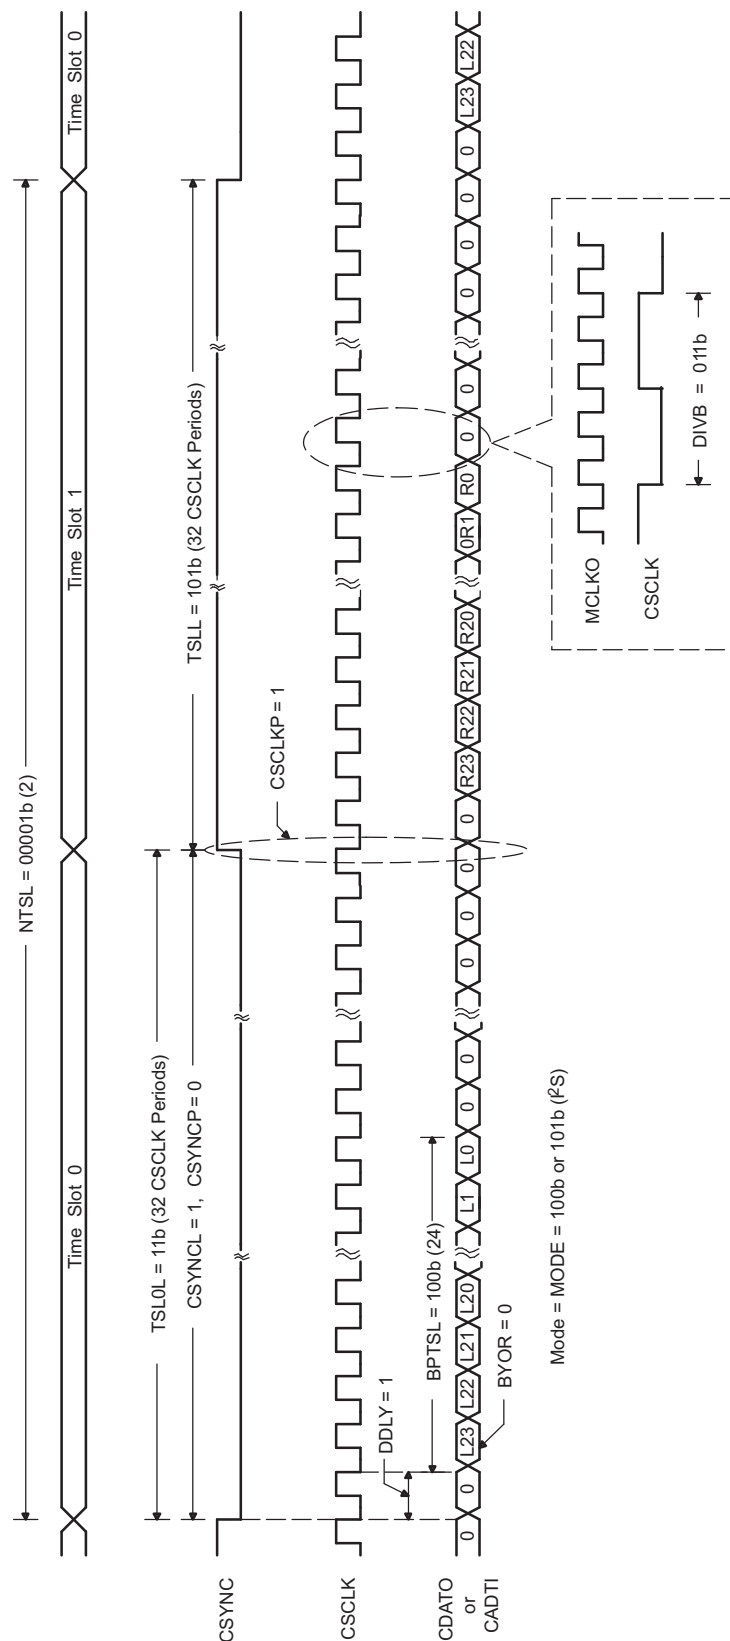 NTSL = 00001b (2)
Time Slot 0 Time Slot 1 Time Slot 0
TSL0L = 11b (32 CSCLK Periods)
CSYNCL = 1, CSYNCP = 0 TSLL = 101b (32 CSCLK Periods)
CSYNC
CSCLKP = 1
CSCLK
DDLY = 1
BPTSL = 100b (24)
CDATO
or
CADTI
0 0 L23 L22 L21 L20 L1 L0 0 0 0 0 0 0 R23 R22 R21 R20 0R1 R0 0 0 0 0 0 0 L23 L22
BYOR = 0
Mode = MODE = 100b or 101b (I²S)
MCLKO
CSCLK
DIVB = 011b